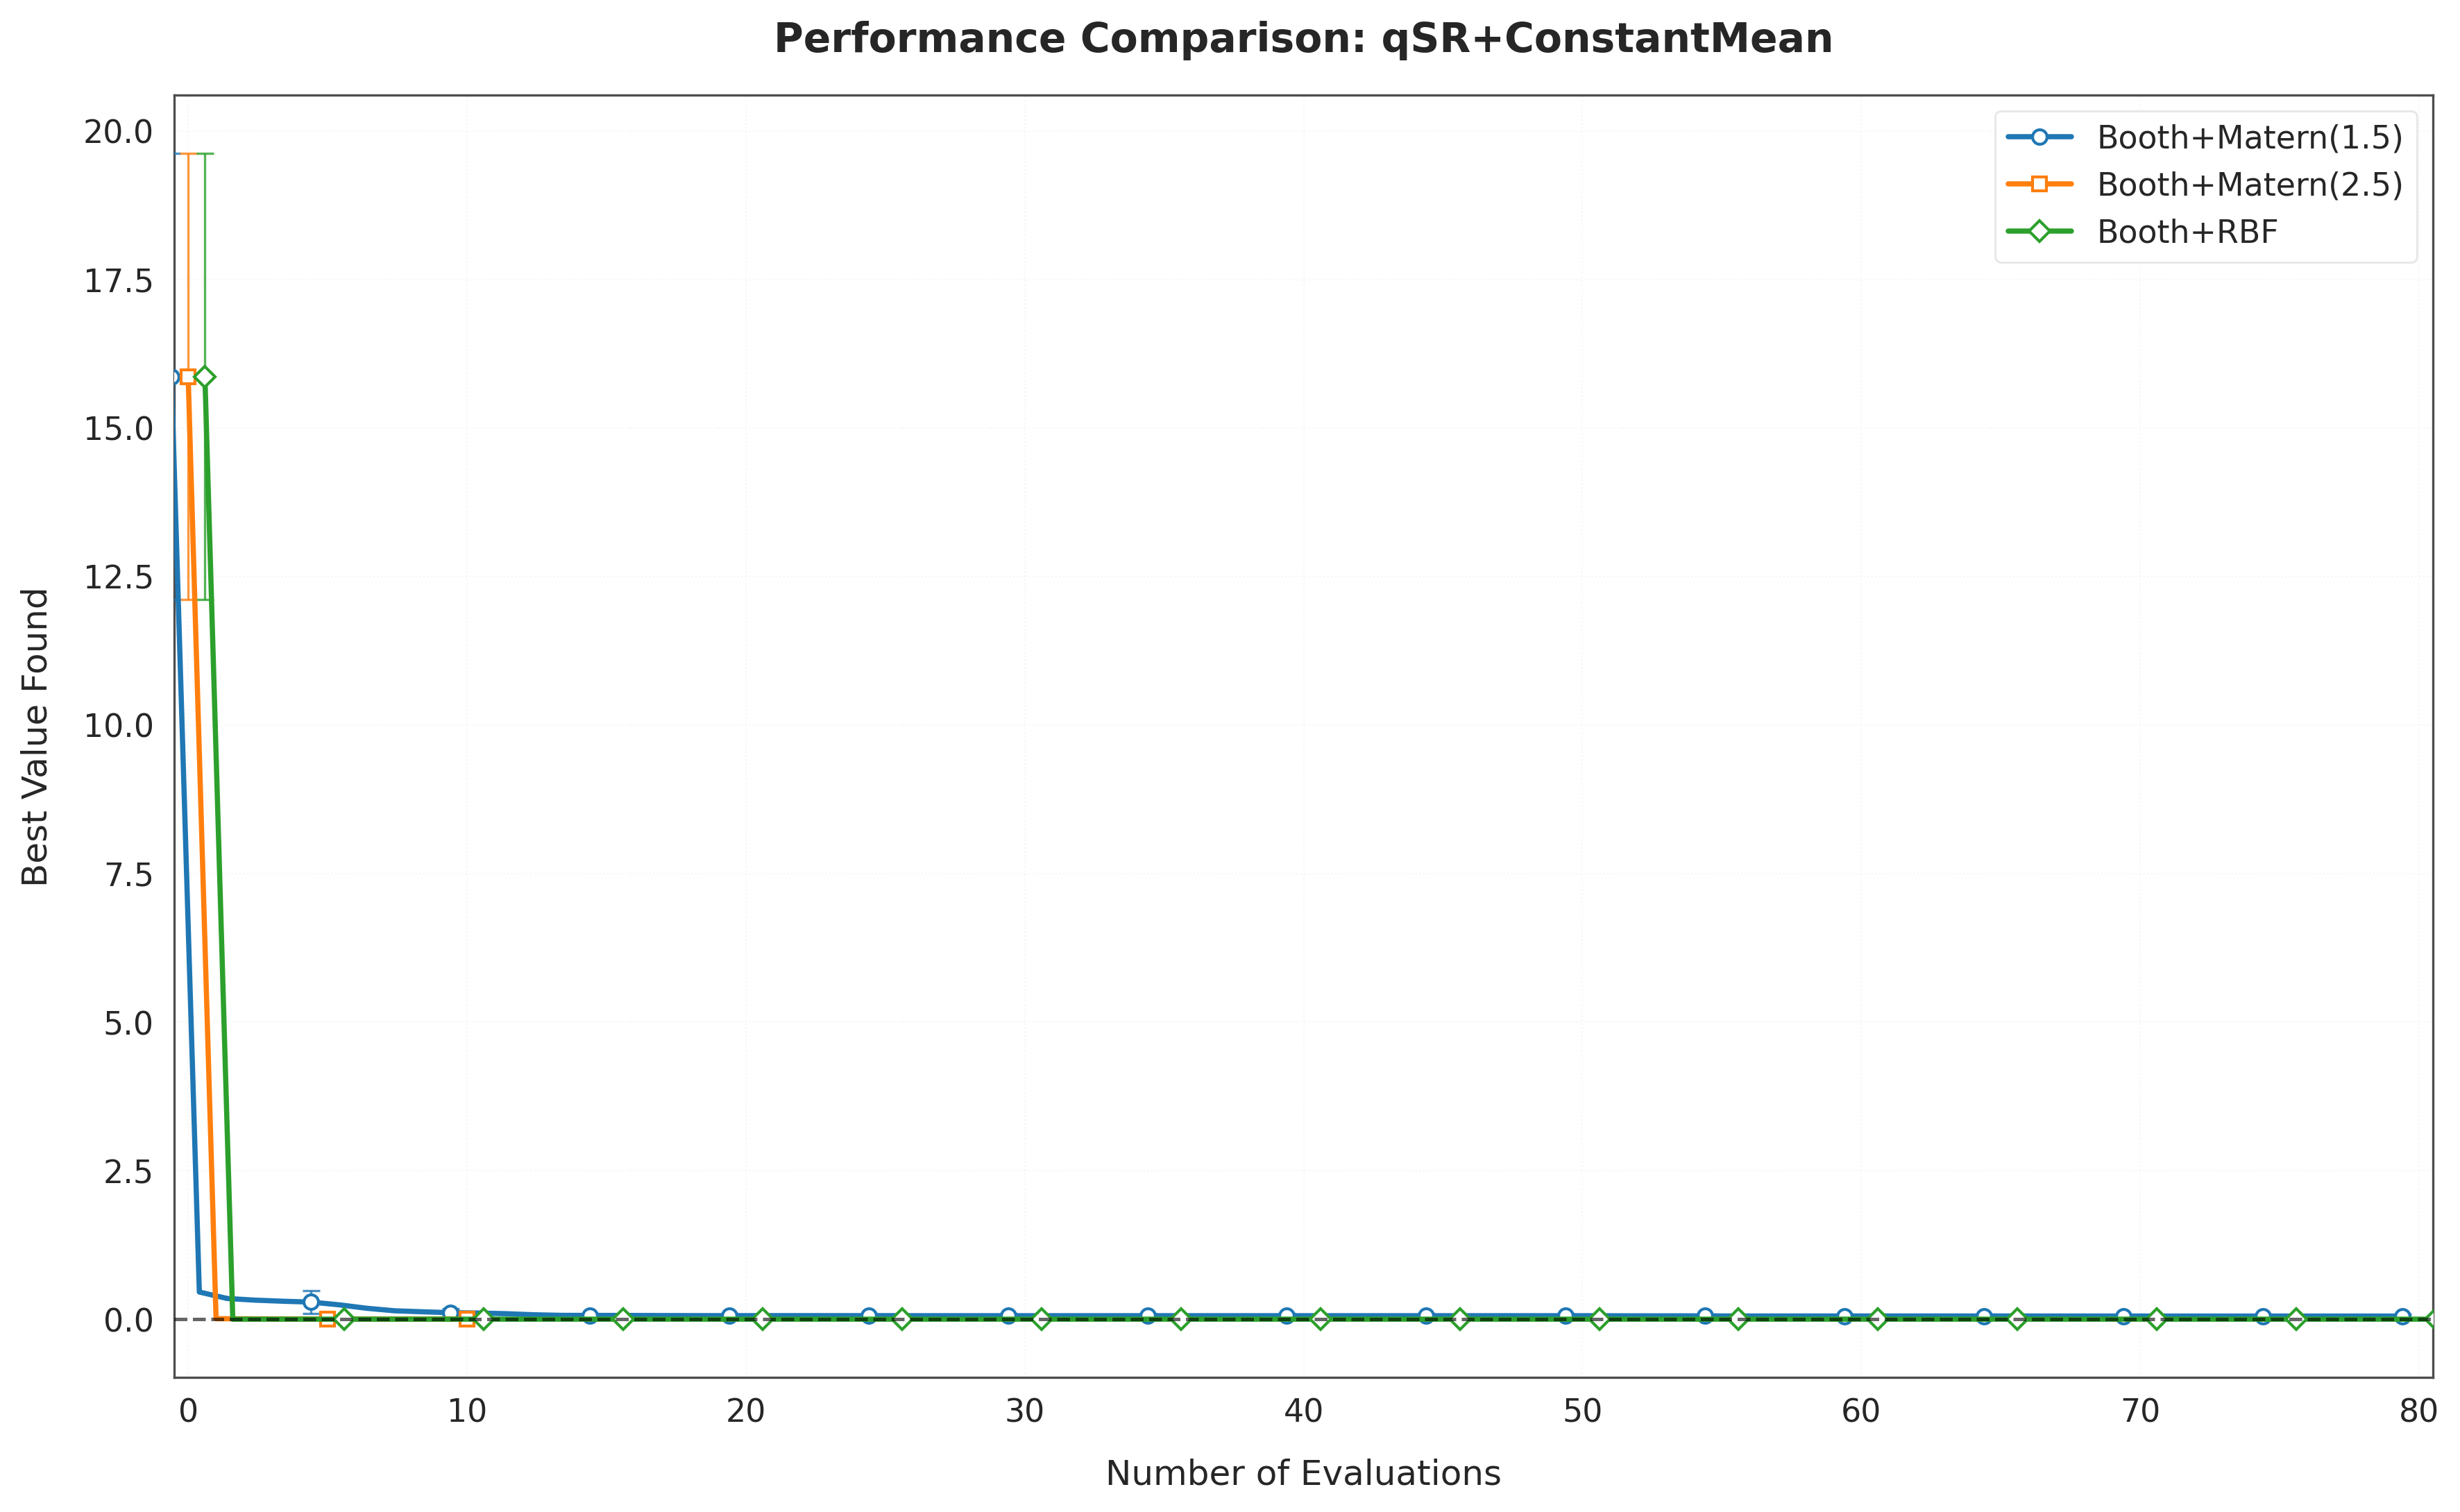 Performance Comparison: qSR+ConstantMean
Booth+Matern(1.5)
Booth+Matern(2.5)
Booth+RBF
Best Value Found
20.0
17.5
15.0
12.5
10.0
7.5
5.0
2.5
0.0
0 10 20 30 40 50 60 70 80
Number of Evaluations